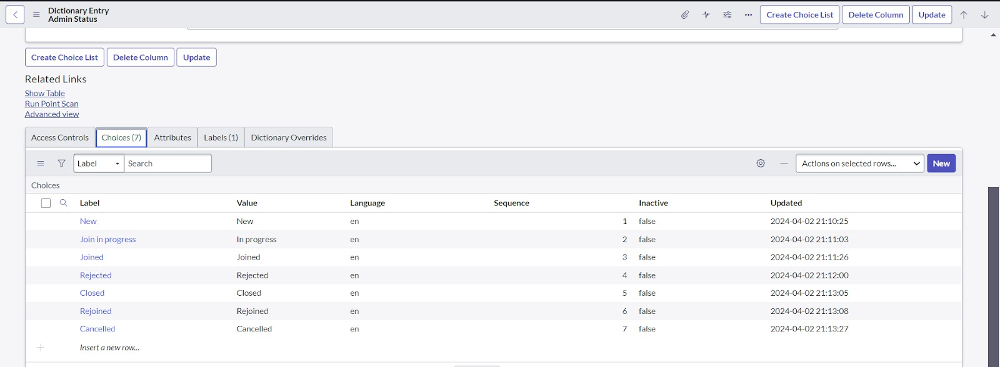 Dictionary Entry
Admin Status
Create Choice List Delete Column Update
Create Choice List Delete Column Update
Related Links
Show Table
Run Point Scan
Advanced view
Access Controls Choices (7) Attributes Labels (1) Dictionary Overrides
Label Search Actions on selected rows... New
Choices
Label Value Language Sequence Inactive Updated
New New en 1 false 2024-04-02 21:10:25
Join in progress In progress en 2 false 2024-04-02 21:11:03
Joined Joined en 3 false 2024-04-02 21:11:26
Rejected Rejected en 4 false 2024-04-02 21:12:00
Closed Closed en 5 false 2024-04-02 21:13:05
Rejoined Rejoined en 6 false 2024-04-02 21:13:08
Cancelled Cancelled en 7 false 2024-04-02 21:13:27
Insert a new row...